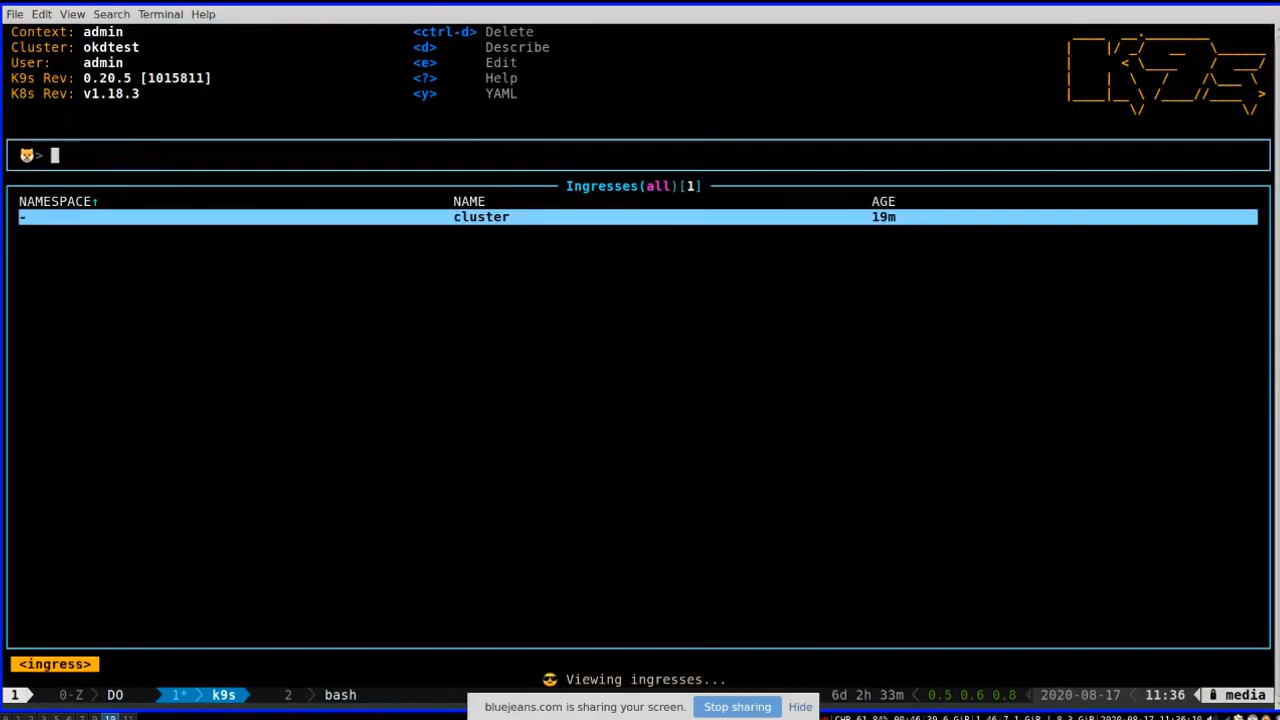 File Edit View Search Terminal Help
Context: admin <ctrl-d> Delete
Cluster: okdtest <d> Describe
User: admin <e> Edit
K9s Rev: 0.20.5 [1015811] <?> Help
K8s Rev: v1.18.3 <y> YAML
K9s
>
Ingresses(all)[1]
NAMESPACE↑ NAME AGE
- cluster 19m
<ingress>
Viewing ingresses...
1 0-Z DO 1* k9s 2 bash 6d 2h 33m 0.5 0.6 0.8 2020-08-17 11:36 media
bluejeans.com is sharing your screen. Stop sharing Hide